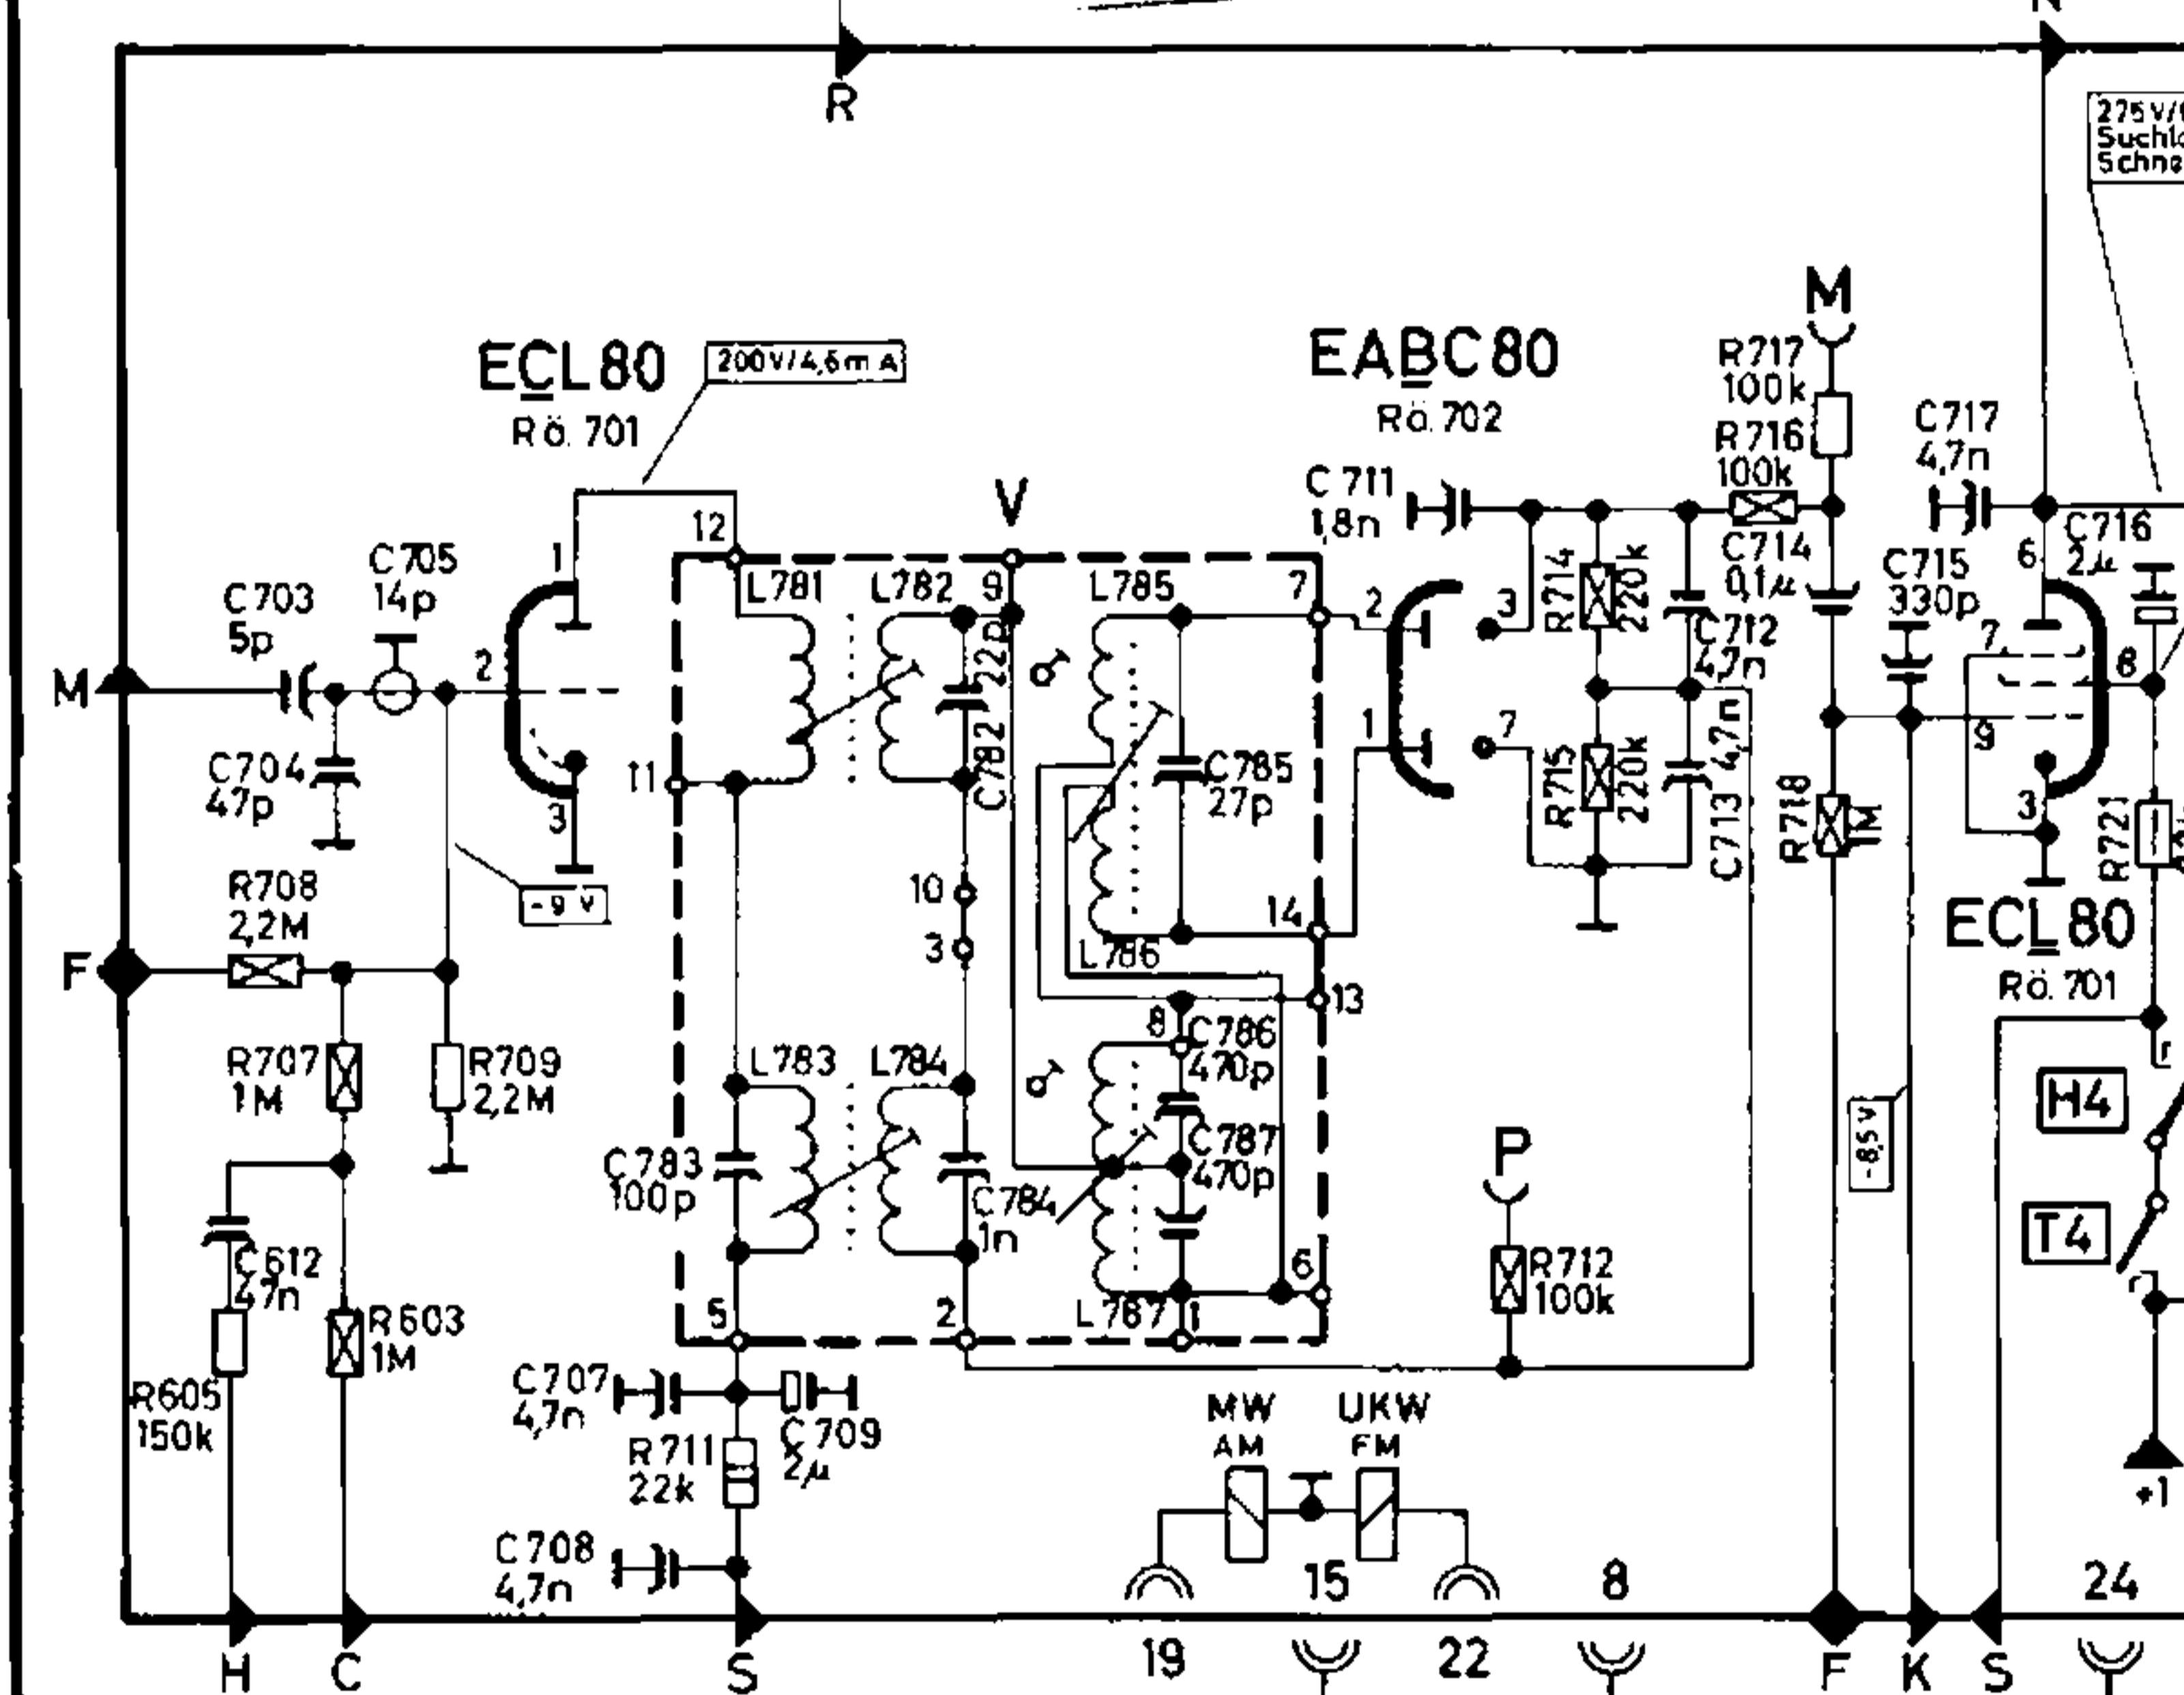 R
275V/
Suchl
Schne
M
ECL80
Rö. 701
200V/4,6mA
EABC80
Rö. 702
R717
100k
R716
100k
C717
4,7n
C711
1,8n
V
12
9
7
C705
14p
1
C703
5p
2
L781
L782
L785
C782
2
3
R714
220k
C714
0,1µ
C712
4,7n
C715
330p
6
C716
2µ
7
8
9
M
C704
47p
3
11
C785
27p
1
7
R715
220k
C713
4,7n
R718
1M
3
R721
R708
2,2M
-9 V
10
3
L786
14
13
ECL80
Rö. 701
F
R707
1M
R709
2,2M
L783
L784
8
C786
470p
C787
470p
C783
100p
C784
1n
P
-8,5V
H4
T4
C612
47n
R603
1M
R605
150k
5
2
L787
1
6
R712
100k
C707
4,7n
C709
2µ
R711
22k
MW
AM
UKW
FM
+1
C708
4,7n
15
8
24
H
C
S
19
22
F
K
S